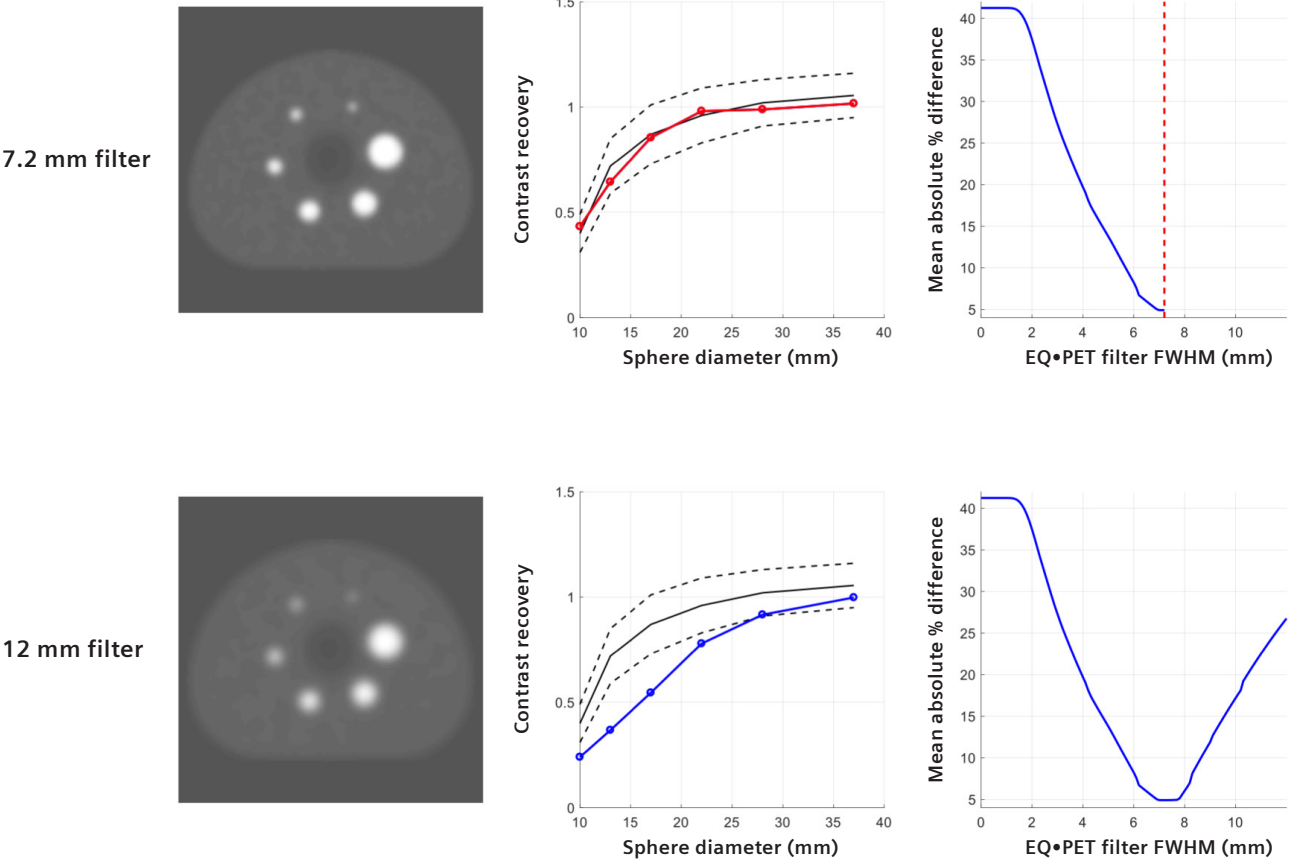 7.2 mm filter
Contrast recovery
1.5
1
0.5
0
10 15 20 25 30 35 40
Sphere diameter (mm)
Mean absolute % difference
40
35
30
25
20
15
10
5
0 2 4 6 8 10
EQ•PET filter FWHM (mm)
12 mm filter
Contrast recovery
1.5
1
0.5
0
10 15 20 25 30 35 40
Sphere diameter (mm)
Mean absolute % difference
40
35
30
25
20
15
10
5
0 2 4 6 8 10
EQ•PET filter FWHM (mm)